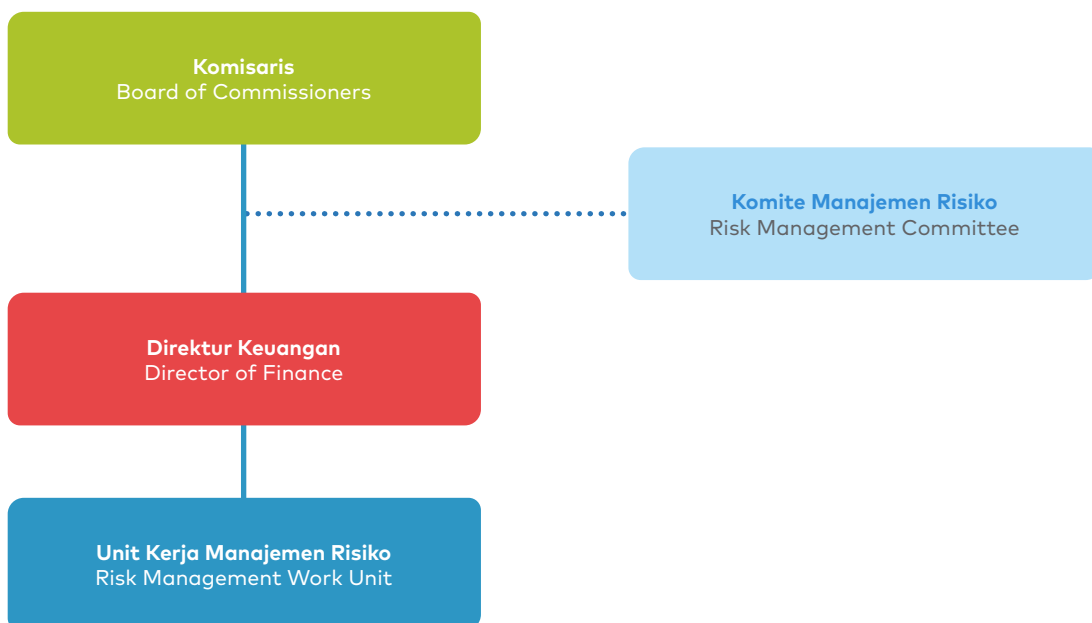 Komisaris
Board of Commissioners
Komite Manajemen Risiko
Risk Management Committee
Direktur Keuangan
Director of Finance
Unit Kerja Manajemen Risiko
Risk Management Work Unit